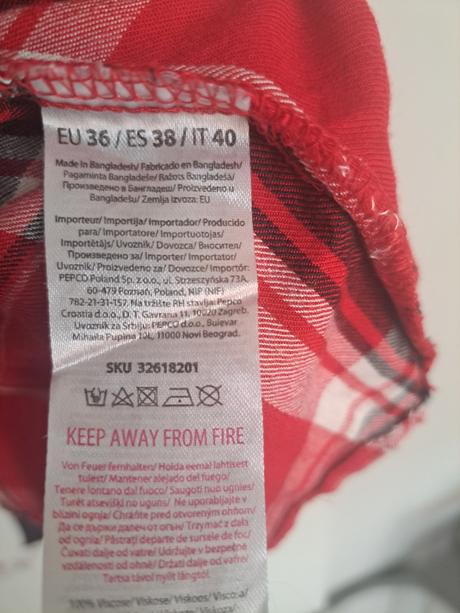 EU 36 / ES 38 / IT 40
Made in Bangladesh/ Fabricado en Bangladesh/
Pagaminta Bangladeše/ Ražots Bangladešā/
Произведено в Бангладеш/ Proizvedeno u
Bangladešu/ Zemlja izvoza: EU
Importeur/ Importija/ Importador/ Producido
para/ Importatore/ Importuotojas/
Importētājs/ Uvoznik/ Dovozca/ Вносител/
Произведено за/ Importer/ Importator/
Uvoznik/ Proizvedeno za/ Dovozce/ Importőr:
PEPCO Poland Sp. z.o.o., ul. Strzeszyńska 73A,
60-479 Poznań, Poland, NIP (NIF)
782-21-31-157. Na tržište RH stavlja: Pepco
Croatia d.o.o., D. T. Gavrana 11, 10020 Zagreb.
Uvoznik za Srbiju: PEPCO d.o.o., Bulevar
Mihaila Pupina 10L, 11000 Novi Beograd.
SKU 32618201
KEEP AWAY FROM FIRE
Von Feuer fernhalten/ Hoida eemal lahtisest
tulest/ Mantener alejado del fuego/
Tenere lontano dal fuoco/ Saugoti nuo ugnies/
Turēt atsevišķi no uguns/ Ne uporabljajte v
bližini ognja/ Chráňte pred otvoreným ohňom/
Да се държи далеч от огън/ Trzymać z dala
od ognia/ Păstrați departe de sursele de foc/
Čuvati dalje od vatre/ Udržujte v bezpečné
vzdálenosti od ohně/ Držati dalje od vatre/
Tartsa távol nyílt lángtól.
100% Viscose/ Viskose/ Viskoos/ Viscosa/